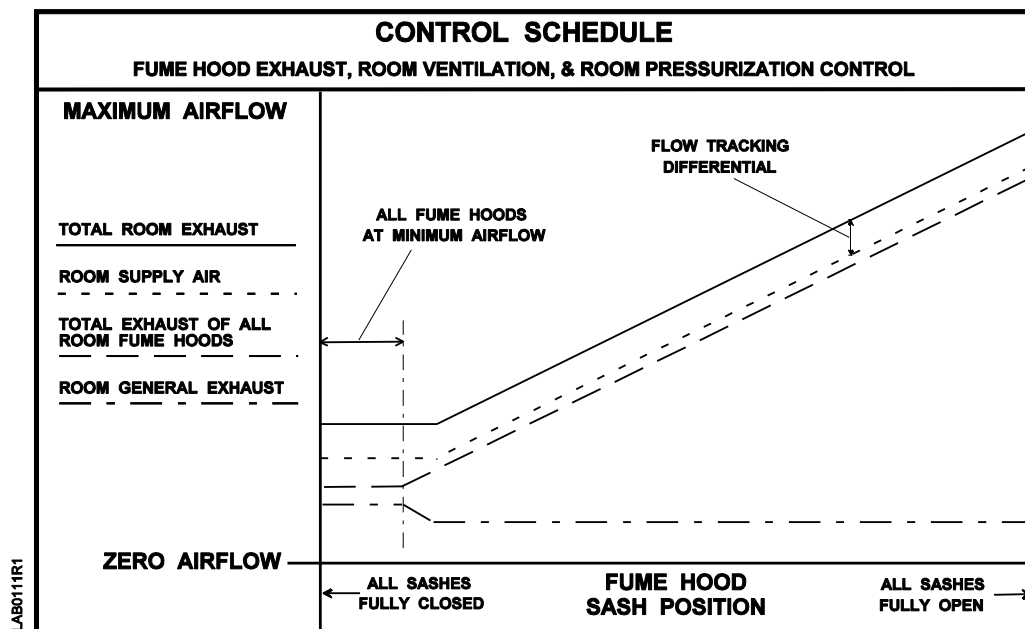 CONTROL SCHEDULE
FUME HOOD EXHAUST, ROOM VENTILATION, & ROOM PRESSURIZATION CONTROL
MAXIMUM AIRFLOW
TOTAL ROOM EXHAUST
ROOM SUPPLY AIR
TOTAL EXHAUST OF ALL
ROOM FUME HOODS
ROOM GENERAL EXHAUST
ZERO AIRFLOW
ALL FUME HOODS
AT MINIMUM AIRFLOW
FLOW TRACKING
DIFFERENTIAL
ALL SASHES
FULLY CLOSED
FUME HOOD
SASH POSITION
ALL SASHES
FULLY OPEN
LAB0111R1